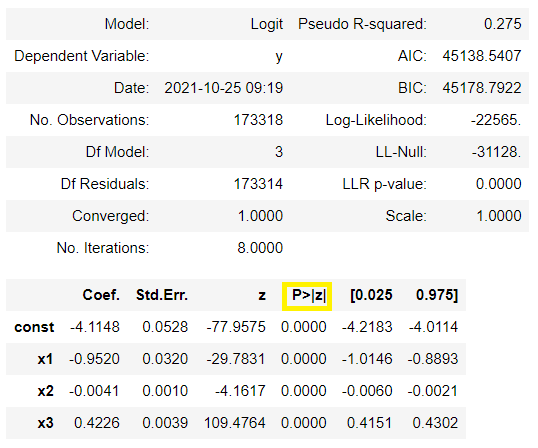 Model: Logit Pseudo R-squared: 0.275
Dependent Variable: y AIC: 45138.5407
Date: 2021-10-25 09:19 BIC: 45178.7922
No. Observations: 173318 Log-Likelihood: -22565.
Df Model: 3 LL-Null: -31128.
Df Residuals: 173314 LLR p-value: 0.0000
Converged: 1.0000 Scale: 1.0000
No. Iterations: 8.0000
Coef. Std.Err. z P>|z| [0.025 0.975]
const -4.1148 0.0528 -77.9575 0.0000 -4.2183 -4.0114
x1 -0.9520 0.0320 -29.7831 0.0000 -1.0146 -0.8893
x2 -0.0041 0.0010 -4.1617 0.0000 -0.0060 -0.0021
x3 0.4226 0.0039 109.4764 0.0000 0.4151 0.4302